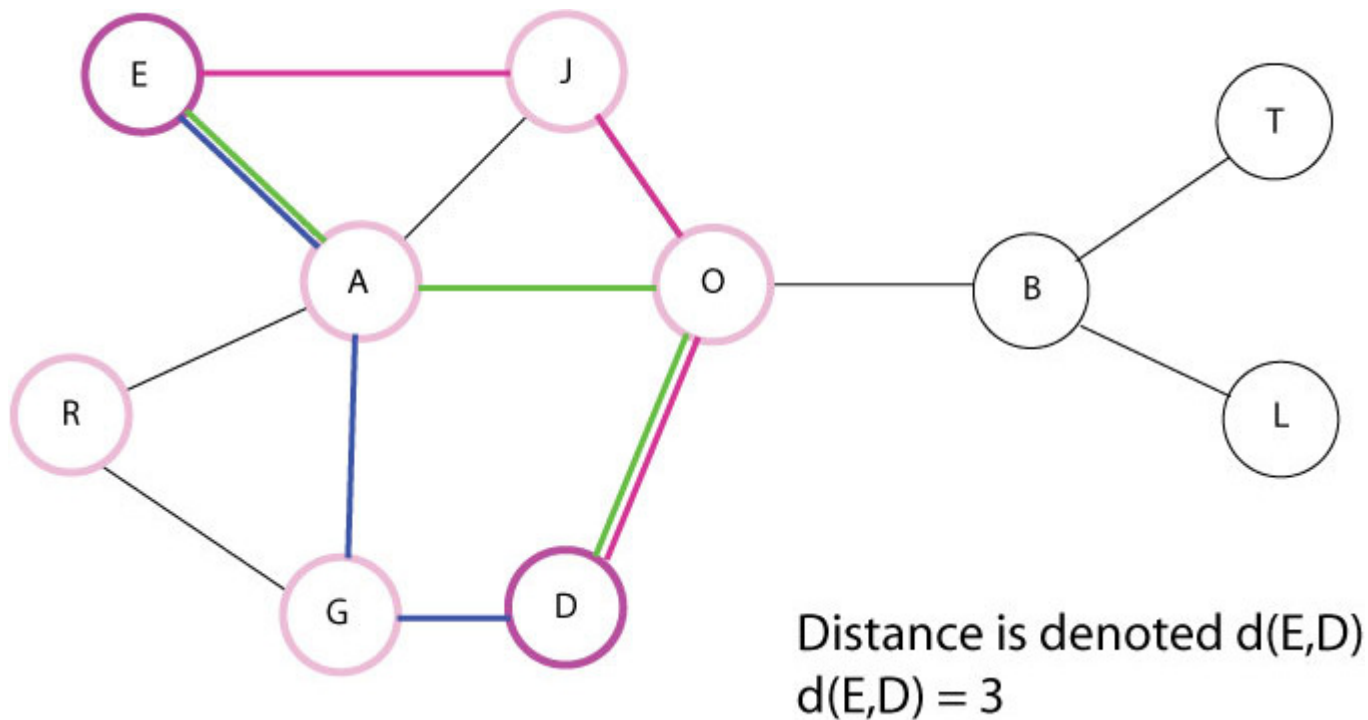 E
J
T
A
O
B
R
L
G
D
Distance is denoted d(E,D)
d(E,D) = 3